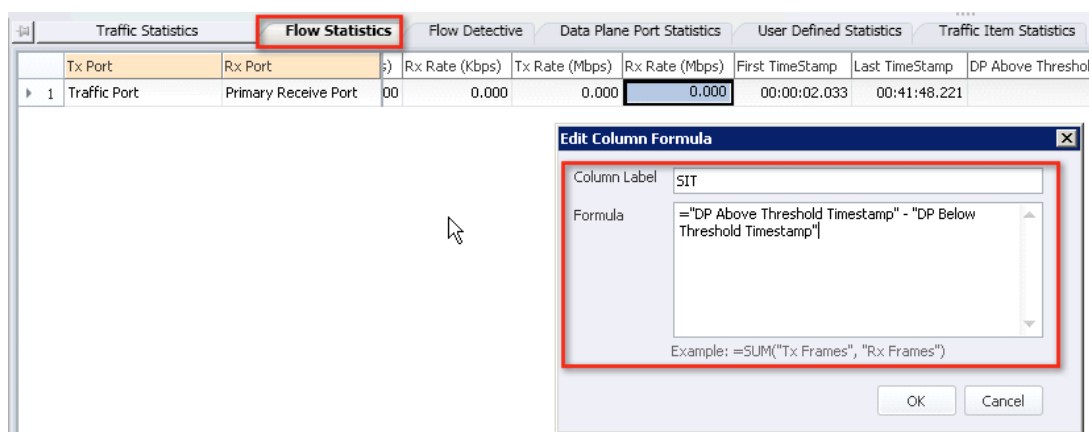 Traffic Statistics Flow Statistics Flow Detective Data Plane Port Statistics User Defined Statistics Traffic Item Statistics
Tx Port Rx Port s) Rx Rate (Kbps) Tx Rate (Mbps) Rx Rate (Mbps) First TimeStamp Last TimeStamp DP Above Threshol
1 Traffic Port Primary Receive Port 00 0.000 0.000 0.000 00:00:02.033 00:41:48.221
Edit Column Formula
Column Label SIT
Formula ="DP Above Threshold Timestamp" - "DP Below
Threshold Timestamp"
Example: =SUM("Tx Frames", "Rx Frames")
OK Cancel